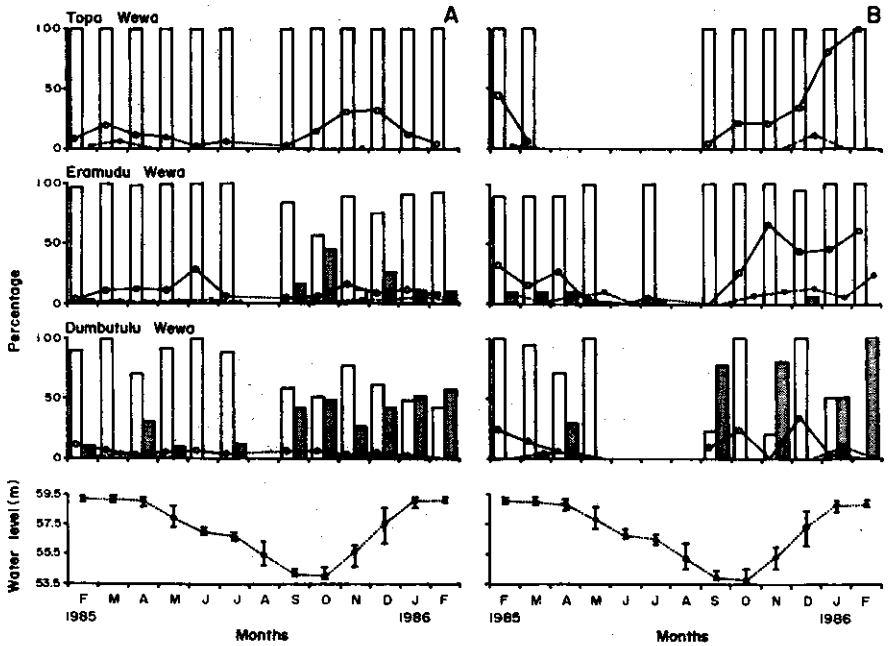 Topa Wewa
A
B
100
50
0
Eramudu Wewa
100
50
0
Percentage
Dumbutulu Wewa
100
50
0
Water level (m)
59.5
57.5
55.5
53.5
F M A M J J A S O N D J F
F M A M J J A S O N D J F
1985 1986
1985 1986
Months
Months